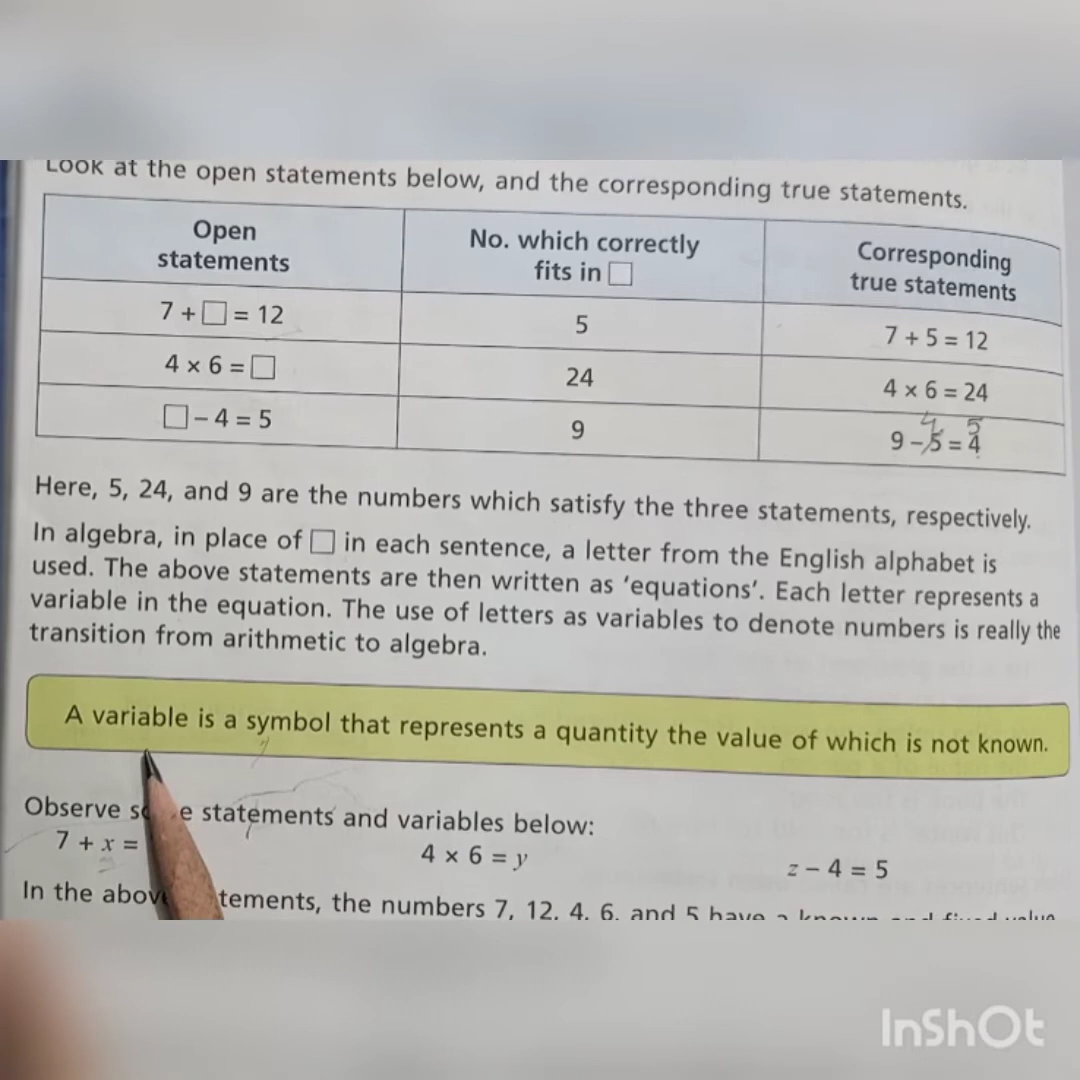 Look at the open statements below, and the corresponding true statements.
Open statements
No. which correctly fits in □
Corresponding true statements
7 + □ = 12
5
7 + 5 = 12
4 × 6 = □
24
4 × 6 = 24
□ – 4 = 5
9
9 – 5 = 4
4 5
Here, 5, 24, and 9 are the numbers which satisfy the three statements, respectively.
In algebra, in place of □ in each sentence, a letter from the English alphabet is
used. The above statements are then written as ‘equations’. Each letter represents a
variable in the equation. The use of letters as variables to denote numbers is really the
transition from arithmetic to algebra.
A variable is a symbol that represents a quantity the value of which is not known.
Observe statements and variables below:
7 + x =
4 × 6 = y
z – 4 = 5
In the above the numbers 7, 12, 4, 6, and 5 have
InShOt